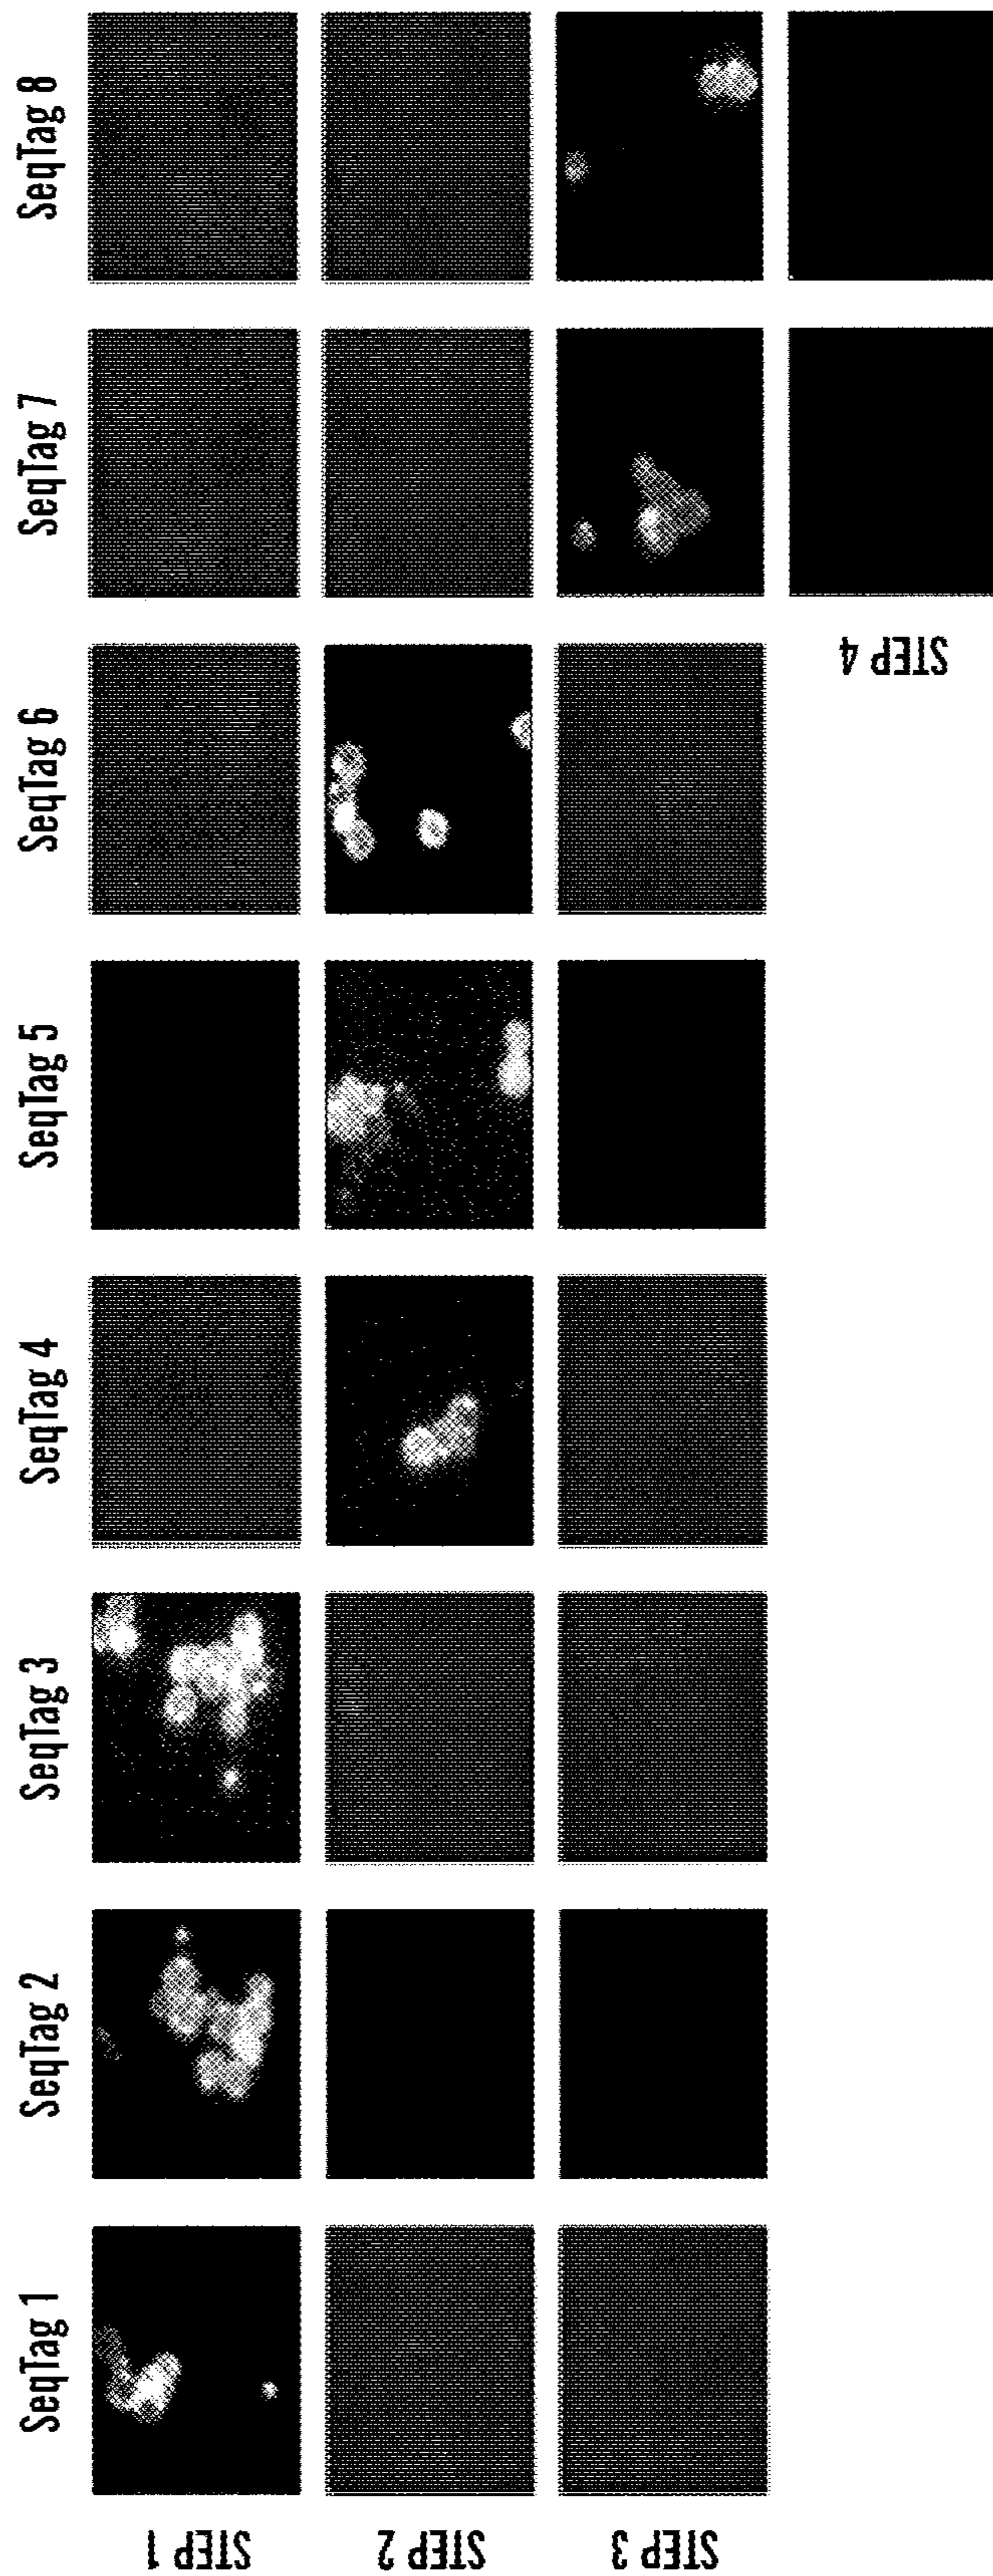 SeqTag 1
SeqTag 2
SeqTag 3
SeqTag 4
SeqTag 5
SeqTag 6
SeqTag 7
SeqTag 8
STEP 1
STEP 2
STEP 3
STEP 4